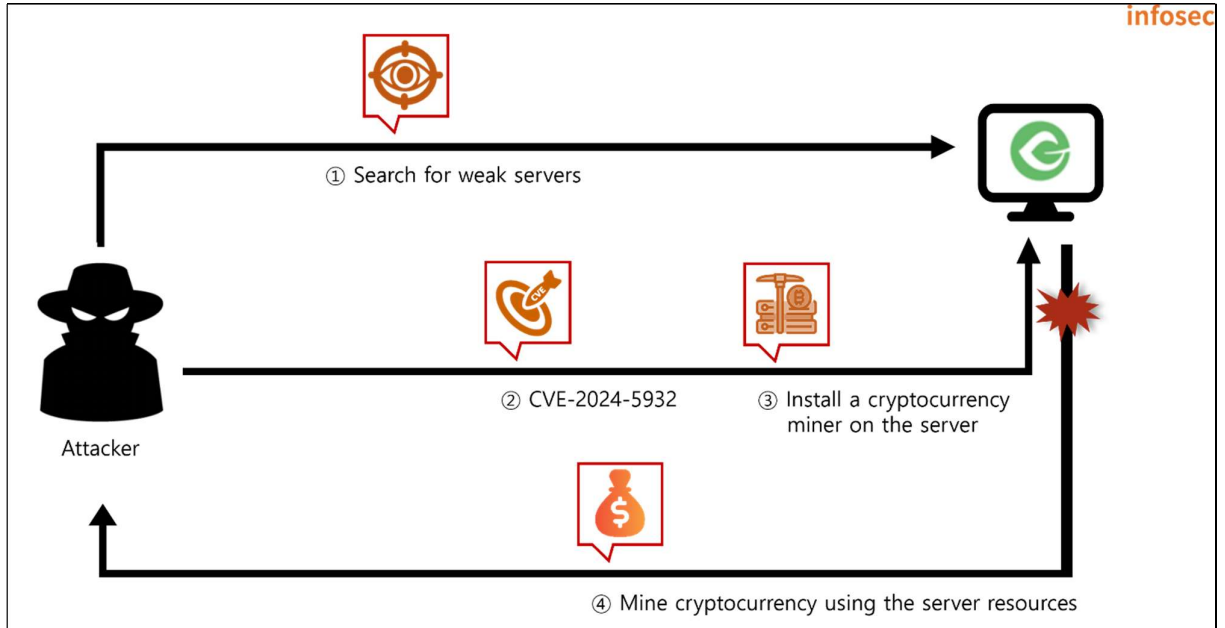 infosec
① Search for weak servers
CVE
② CVE-2024-5932
③ Install a cryptocurrency
miner on the server
Attacker
④ Mine cryptocurrency using the server resources